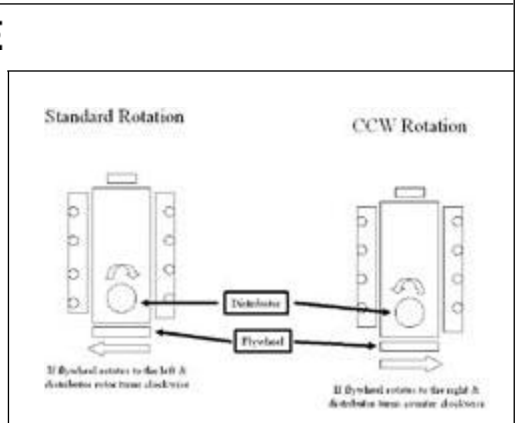 E
Standard Rotation
CCW Rotation
Distributor
Flywheel
If flywheel rotates to the left &
distributor rotor turns clockwise
If flywheel rotates to the right &
distributor turns counter clockwise